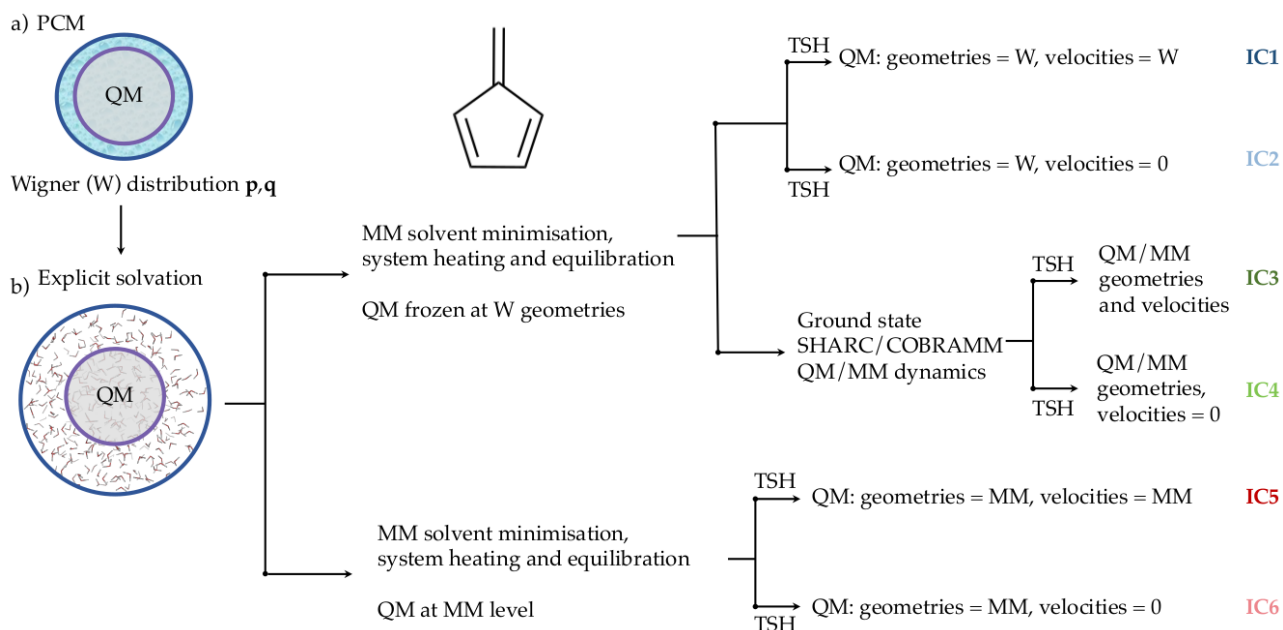 a) PCM
QM
Wigner (W) distribution p,q
b) Explicit solvation
QM
MM solvent minimisation,
system heating and equilibration
QM frozen at W geometries
MM solvent minimisation,
system heating and equilibration
QM at MM level
TSH
QM: geometries = W, velocities = W
IC1
QM: geometries = W, velocities = 0
IC2
TSH
Ground state
SHARC/COBRAMM
QM/MM dynamics
TSH
QM/MM
geometries
and velocities
IC3
TSH
QM/MM
geometries,
velocities = 0
IC4
TSH
QM: geometries = MM, velocities = MM
IC5
QM: geometries = MM, velocities = 0
IC6
TSH